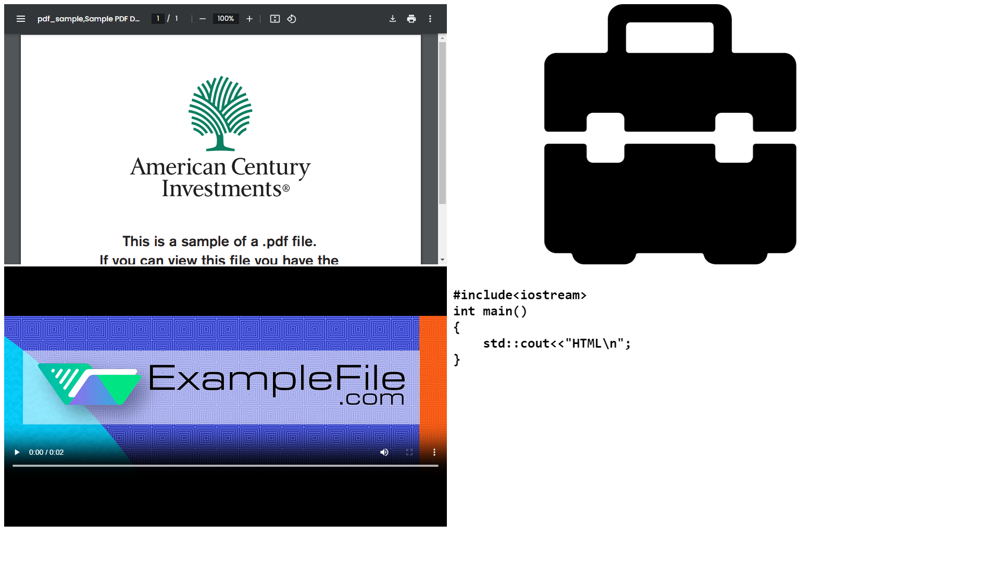 pdf_sample,Sample PDF D...
1 / 1
100%
American Century
Investments®
This is a sample of a .pdf file.
If you can view this file you have the
ExampleFile
.com
0:00 / 0:02
#include<iostream>
int main()
{
    std::cout<<"HTML\n";
}